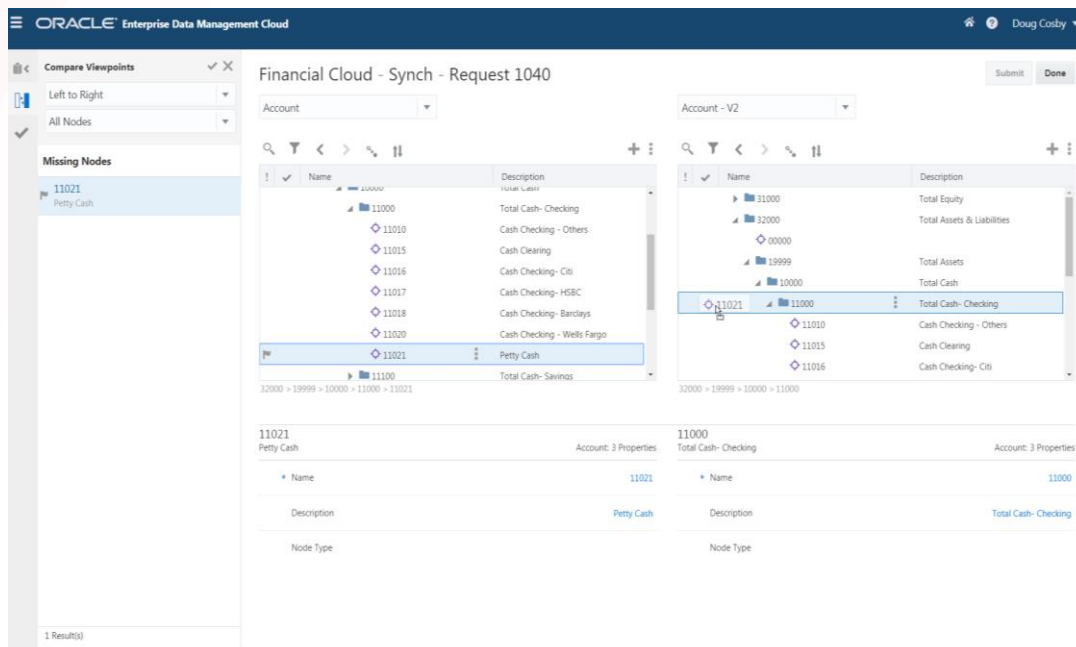 ORACLE Enterprise Data Management Cloud
Doug Cosby
Compare Viewpoints
Left to Right
All Nodes
Missing Nodes
11021
Petty Cash
1 Result(s)
Financial Cloud - Synch - Request 1040
Submit Done
Account
! Name Description
10000 Total Cash
11000 Total Cash- Checking
11010 Cash Checking - Others
11015 Cash Clearing
11016 Cash Checking- Citi
11017 Cash Checking- HSBC
11018 Cash Checking- Barclays
11020 Cash Checking - Wells Fargo
11021 Petty Cash
11100 Total Cash- Savings
32000 > 19999 > 10000 > 11000 > 11021
Account - V2
! Name Description
31000 Total Equity
32000 Total Assets & Liabilities
00000
19999 Total Assets
10000 Total Cash
11021 11000 Total Cash- Checking
11010 Cash Checking - Others
11015 Cash Clearing
11016 Cash Checking- Citi
32000 > 19999 > 10000 > 11000
11021
Petty Cash Account: 3 Properties
* Name 11021
Description Petty Cash
Node Type
11000
Total Cash- Checking Account: 3 Properties
* Name 11000
Description Total Cash- Checking
Node Type